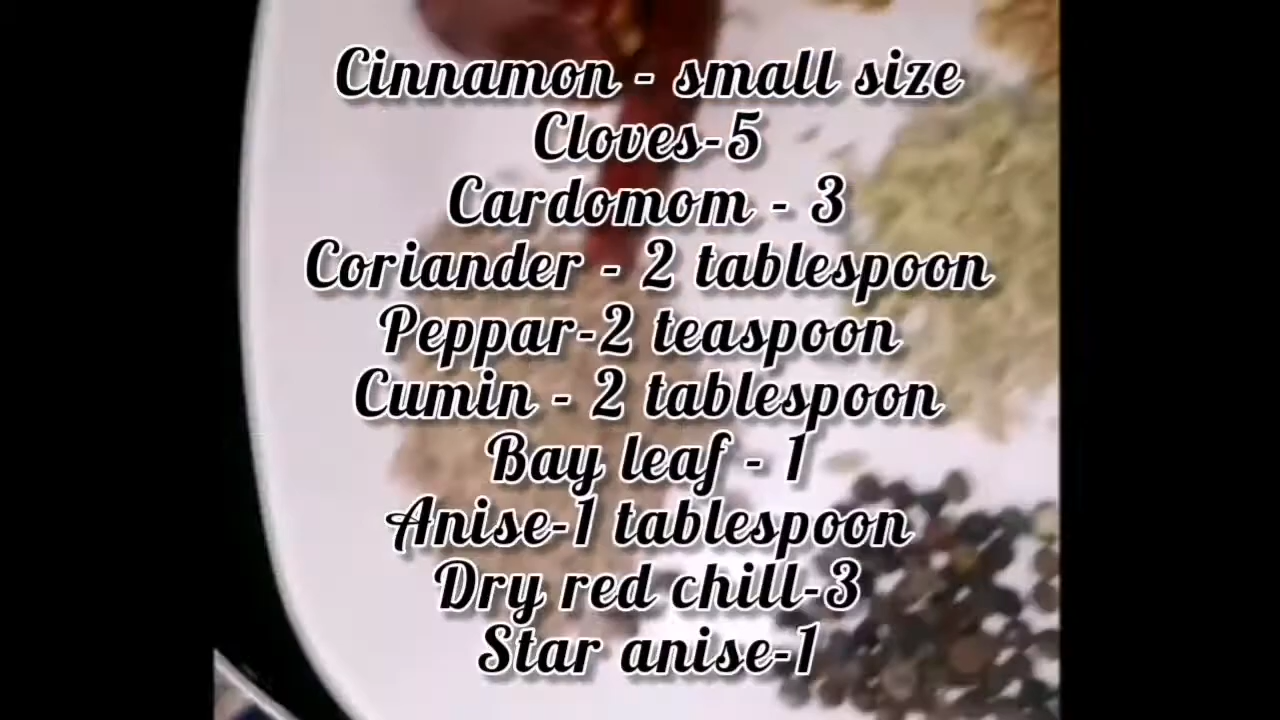 Cinnamon - small size
Cloves-5
Cardomom - 3
Coriander - 2 tablespoon
Peppar-2 teaspoon
Cumin - 2 tablespoon
Bay leaf - 1
Anise-1 tablespoon
Dry red chill-3
Star anise-1